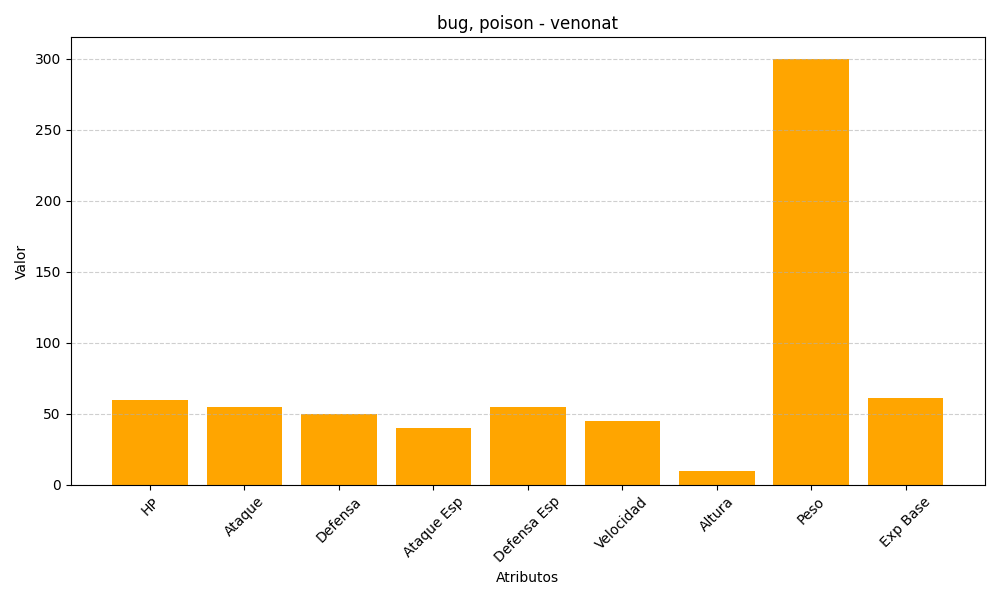 bug, poison - venonat
Valor
300
250
200
150
100
50
0
HP
Ataque
Defensa
Ataque Esp
Defensa Esp
Velocidad
Altura
Peso
Exp Base
Atributos